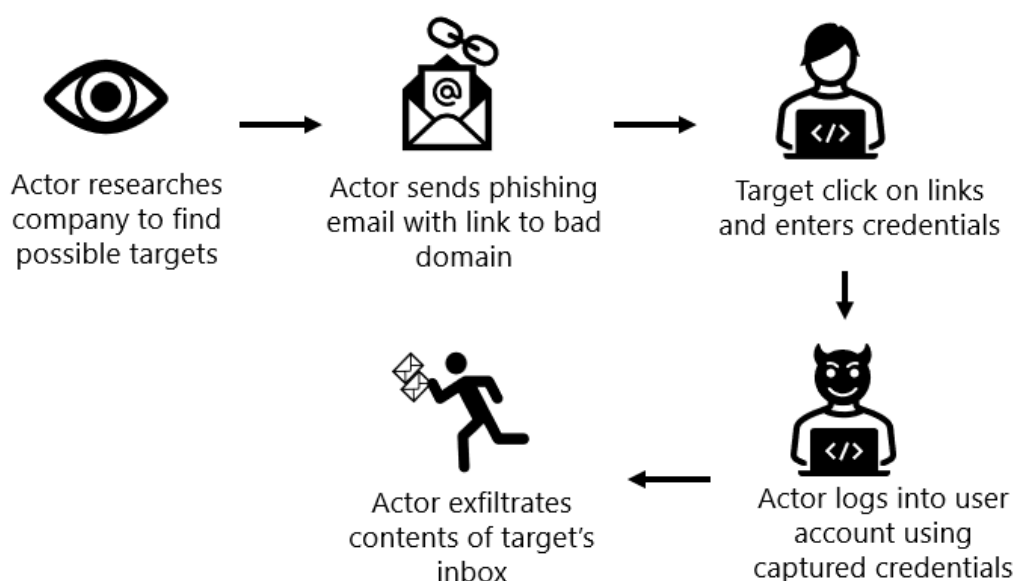 @
</>
Actor researches
company to find
possible targets
Actor sends phishing
email with link to bad
domain
Target click on links
and enters credentials
</>
Actor logs into user
account using
captured credentials
Actor exfiltrates
contents of target's
inbox